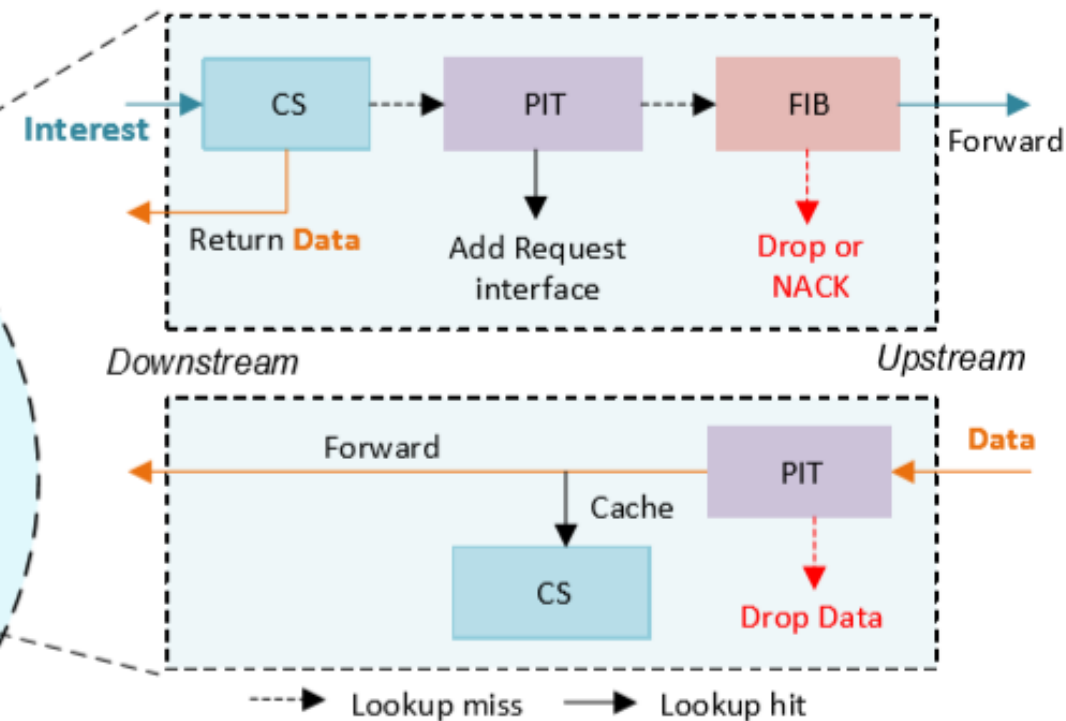 CS
PIT
FIB
Interest
Forward
Return Data
Add Request
interface
Drop or
NACK
Downstream
Upstream
Forward
Data
PIT
Cache
CS
Drop Data
Lookup miss
Lookup hit